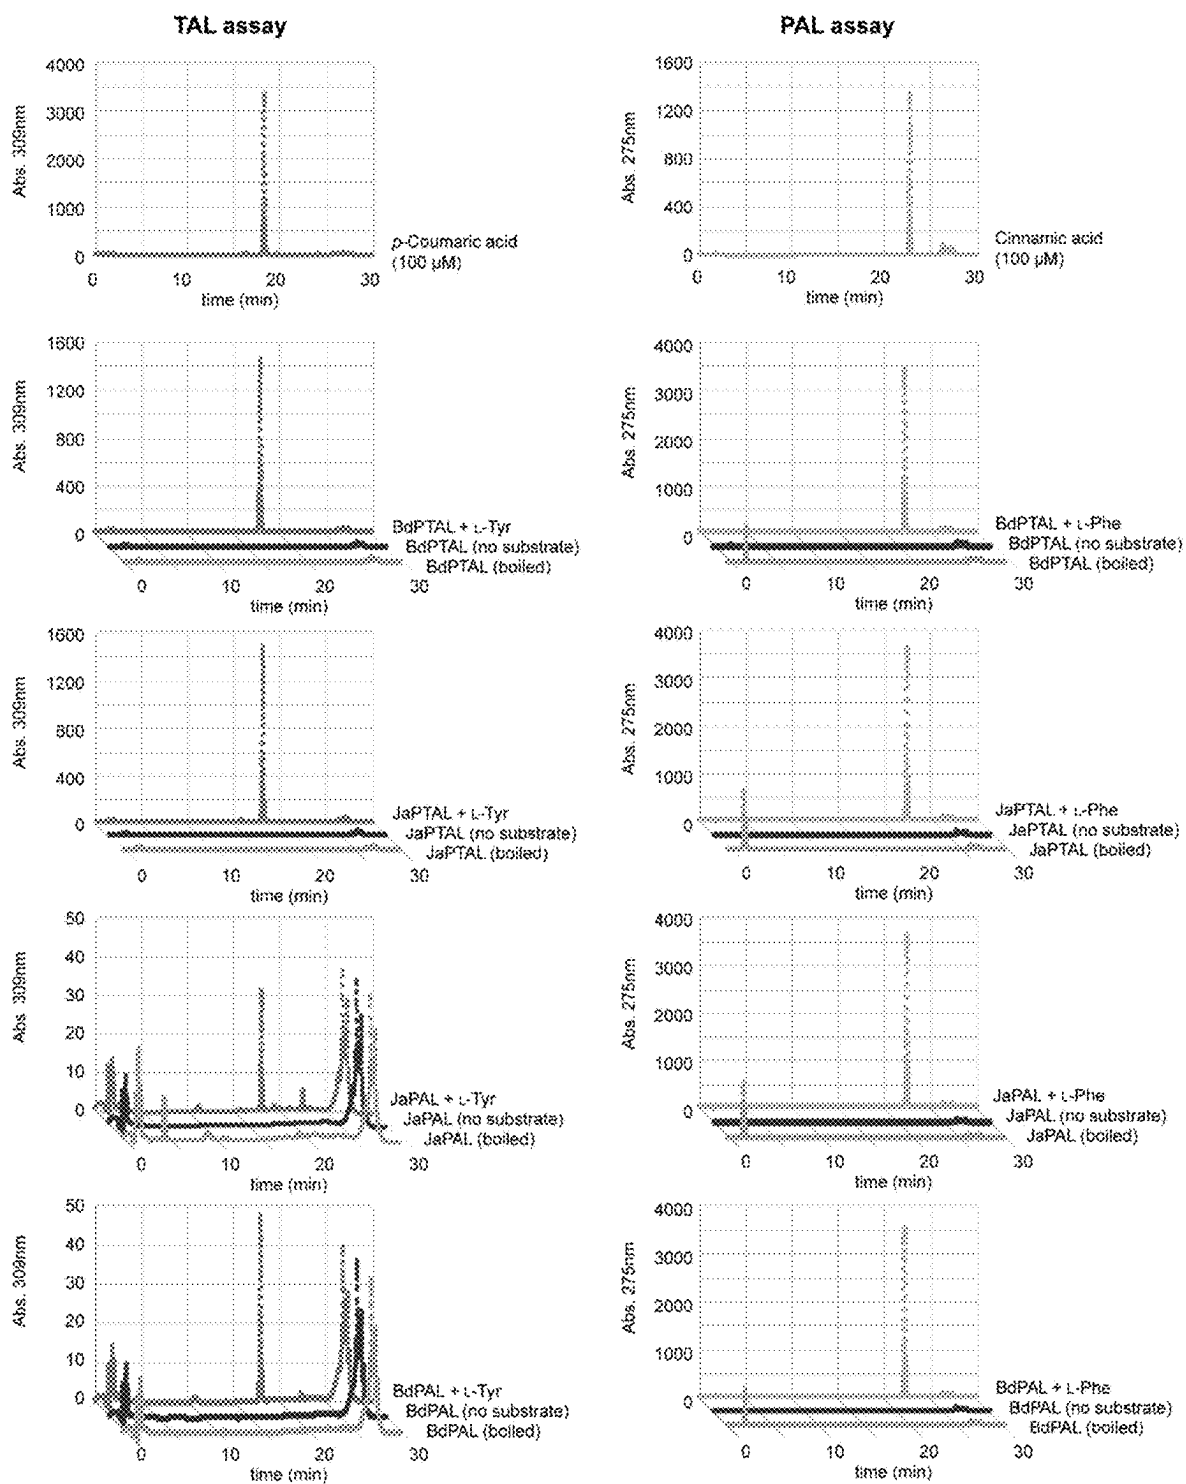 TAL assay
4000
3000
2000
1000
0
Abs. 309nm
0 10 20 30
time (min)
p-Coumaric acid
(100 μM)
1600
1200
800
400
0
Abs. 309nm
BdPTAL + L-Tyr
BdPTAL (no substrate)
BdPTAL (boiled)
0 10 20 30
time (min)
1600
1200
800
400
0
Abs. 309nm
JaPTAL + L-Tyr
JaPTAL (no substrate)
JaPTAL (boiled)
0 10 20 30
time (min)
50
40
30
20
10
0
Abs. 309nm
JaPAL + L-Tyr
JaPAL (no substrate)
JaPAL (boiled)
0 10 20 30
time (min)
50
40
30
20
10
0
Abs. 309nm
BdPAL + L-Tyr
BdPAL (no substrate)
BdPAL (boiled)
0 10 20 30
time (min)
PAL assay
1600
1200
800
400
0
Abs. 275nm
0 10 20 30
time (min)
Cinnamic acid
(100 μM)
4000
3000
2000
1000
0
Abs. 275nm
BdPTAL + L-Phe
BdPTAL (no substrate)
BdPTAL (boiled)
0 10 20 30
time (min)
4000
3000
2000
1000
0
Abs. 275nm
JaPTAL + L-Phe
JaPTAL (no substrate)
JaPTAL (boiled)
0 10 20 30
time (min)
4000
3000
2000
1000
0
Abs. 275nm
JaPAL + L-Phe
JaPAL (no substrate)
JaPAL (boiled)
0 10 20 30
time (min)
4000
3000
2000
1000
0
Abs. 275nm
BdPAL + L-Phe
BdPAL (no substrate)
BdPAL (boiled)
0 10 20 30
time (min)